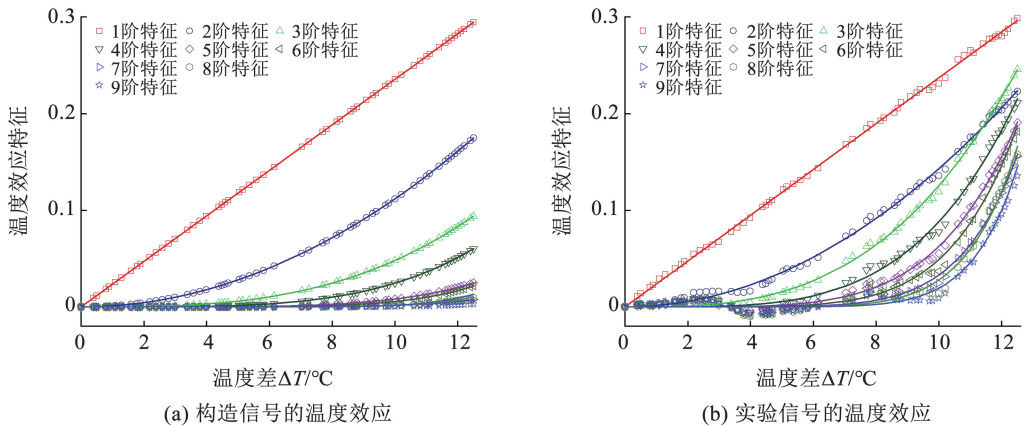 0.3
0.2
0.1
0
温度效应特征
1阶特征 2阶特征 3阶特征
4阶特征 5阶特征 6阶特征
7阶特征 8阶特征
9阶特征
0 2 4 6 8 10 12
温度差ΔT/℃
(a) 构造信号的温度效应
0.3
0.2
0.1
0
温度效应特征
1阶特征 2阶特征 3阶特征
4阶特征 5阶特征 6阶特征
7阶特征 8阶特征
9阶特征
0 2 4 6 8 10 12
温度差ΔT/℃
(b) 实验信号的温度效应